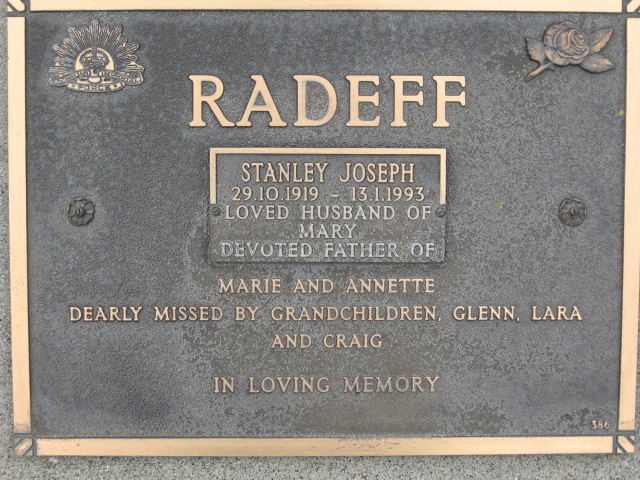 RADEFF
STANLEY JOSEPH
29.10.1919 - 13.1.1993
LOVED HUSBAND OF
MARY
DEVOTED FATHER OF
MARIE AND ANNETTE
DEARLY MISSED BY GRANDCHILDREN, GLENN, LARA
AND CRAIG
IN LOVING MEMORY
386